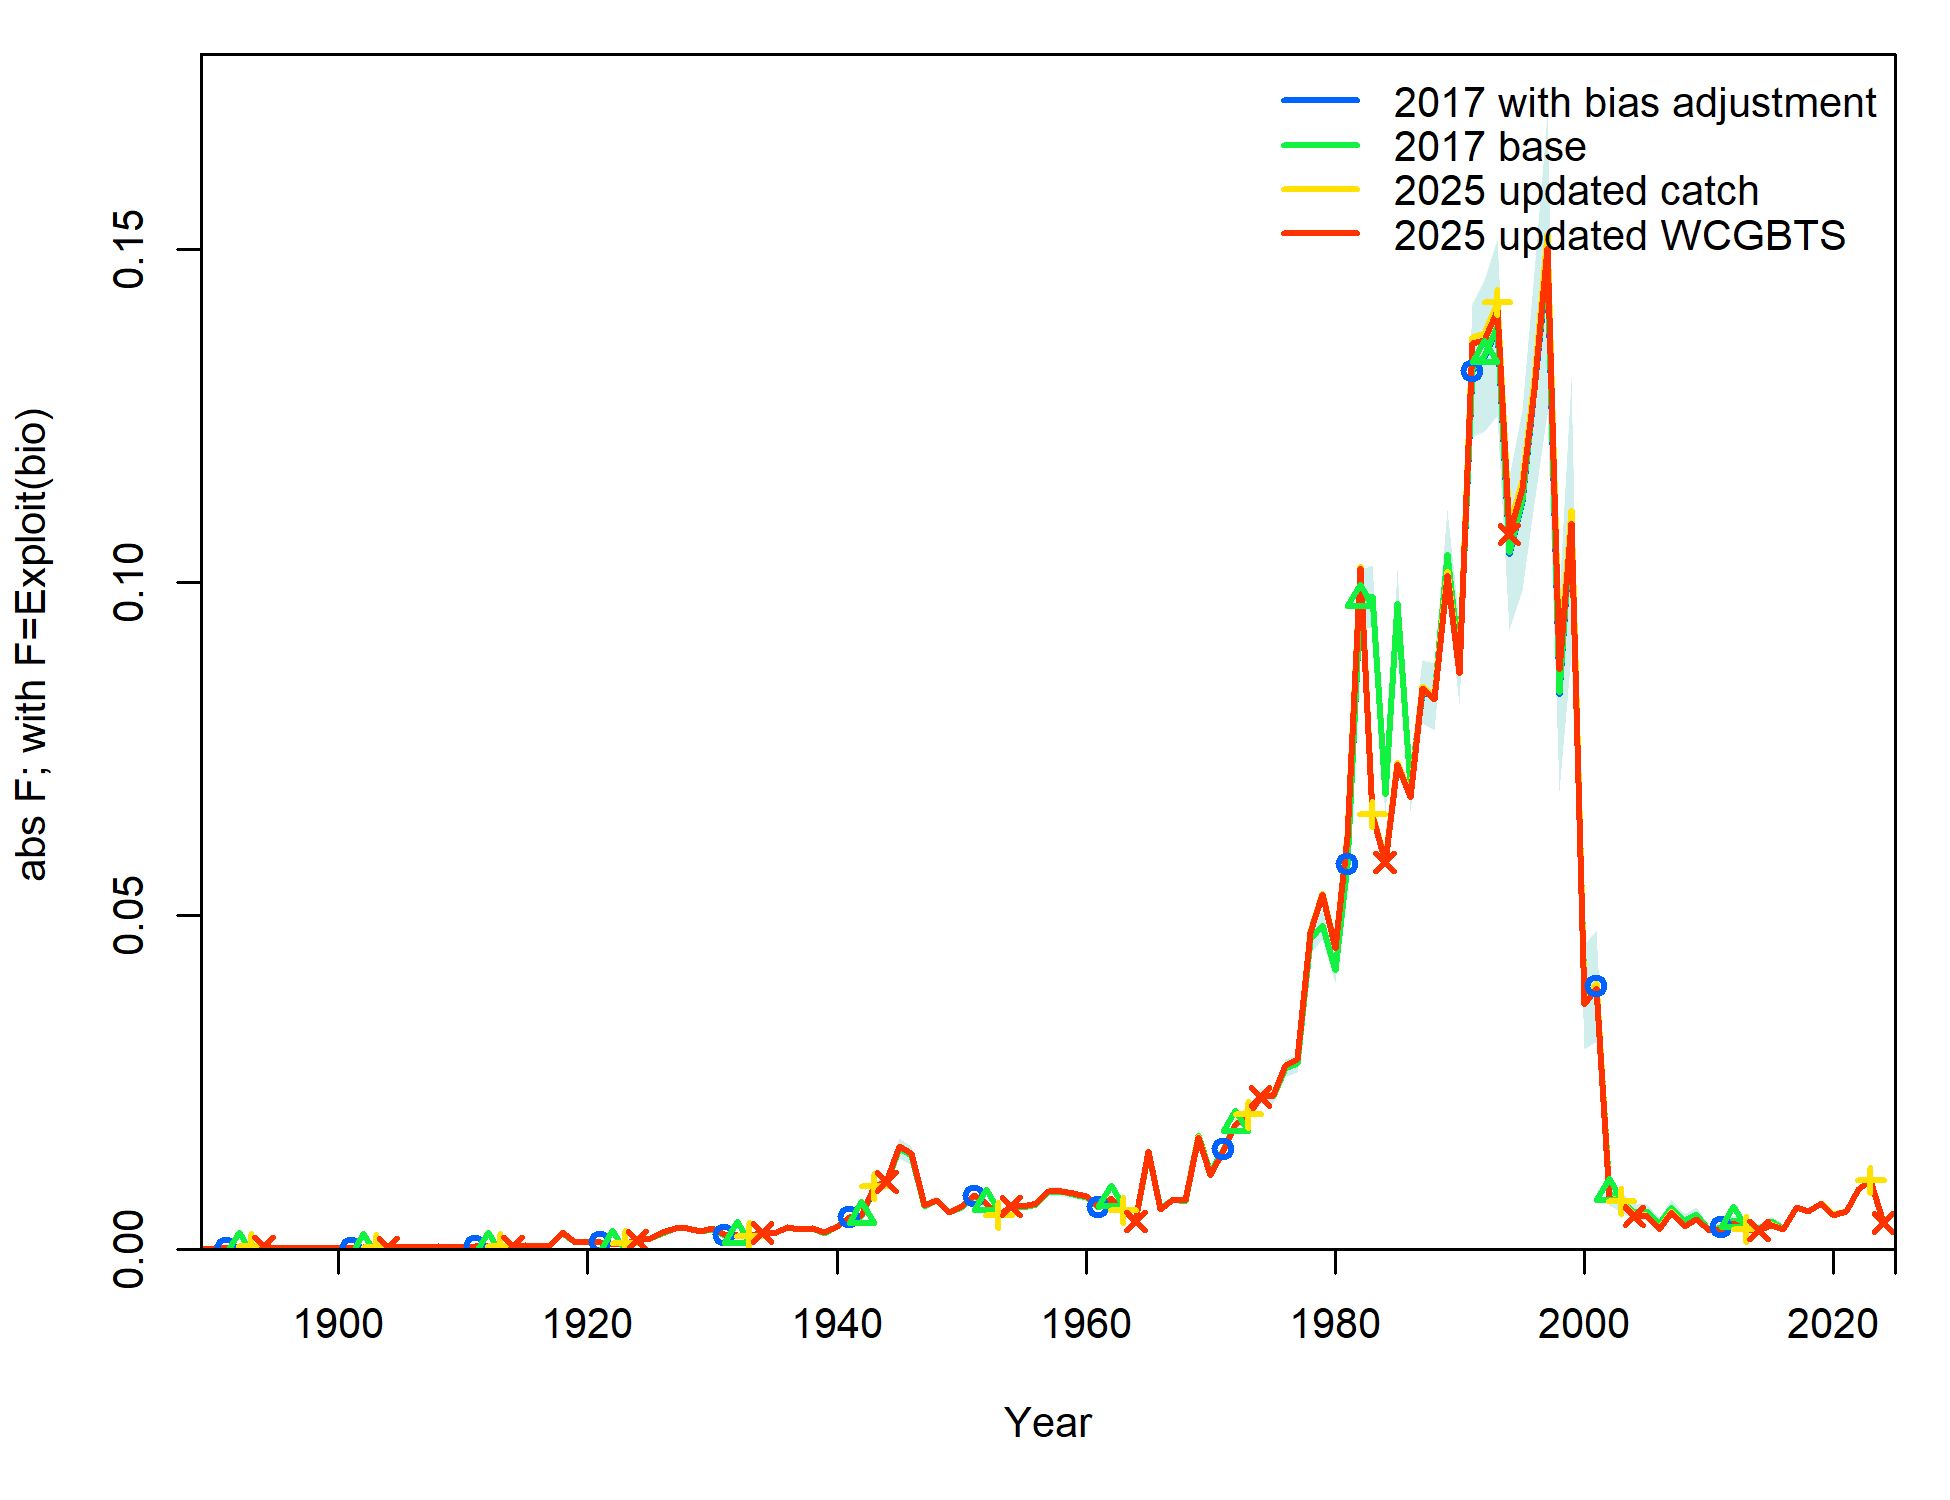 2017 with bias adjustment
2017 base
2025 updated catch
2025 updated WCGBTS
abs F; with F=Exploit(bio)
0.15
0.10
0.05
0.00
1900 1920 1940 1960 1980 2000 2020
Year